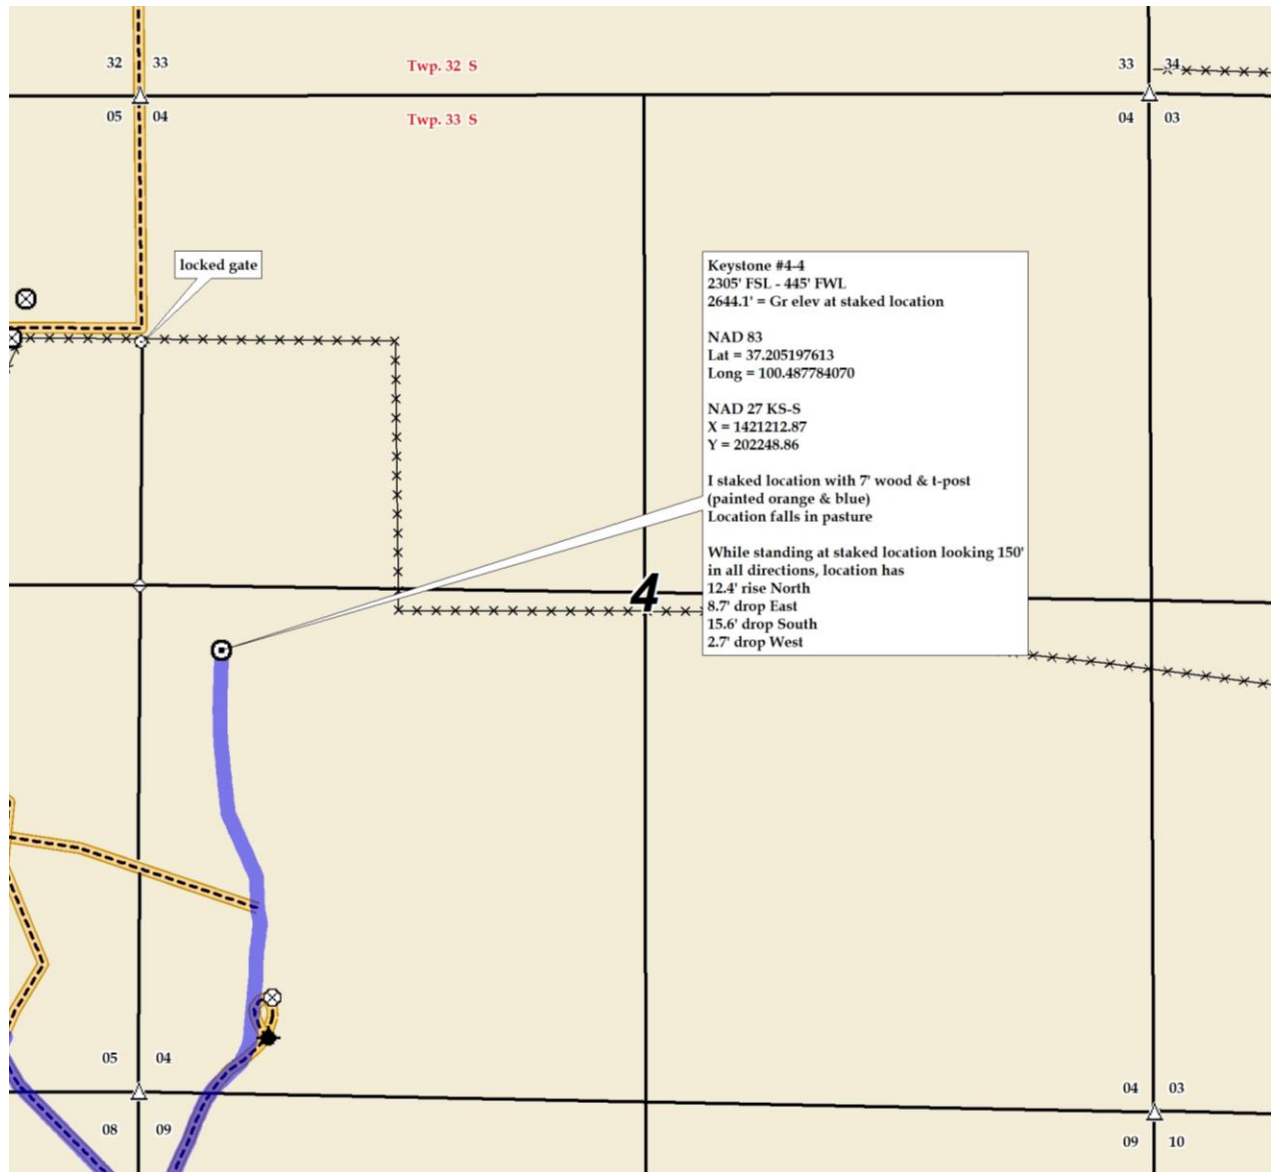 32 33
Twp. 32 S
33 34
05 04
Twp. 33 S
04 03
locked gate
Keystone #4-4
2305' FSL - 445' FWL
2644.1' = Gr elev at staked location
NAD 83
Lat = 37.205197613
Long = 100.487784070
NAD 27 KS-S
X = 1421212.87
Y = 202248.86
I staked location with 7' wood & t-post
(painted orange & blue)
Location falls in pasture
While standing at staked location looking 150'
in all directions, location has
12.4' rise North
8.7' drop East
15.6' drop South
2.7' drop West
4
05 04
04 03
08 09
09 10